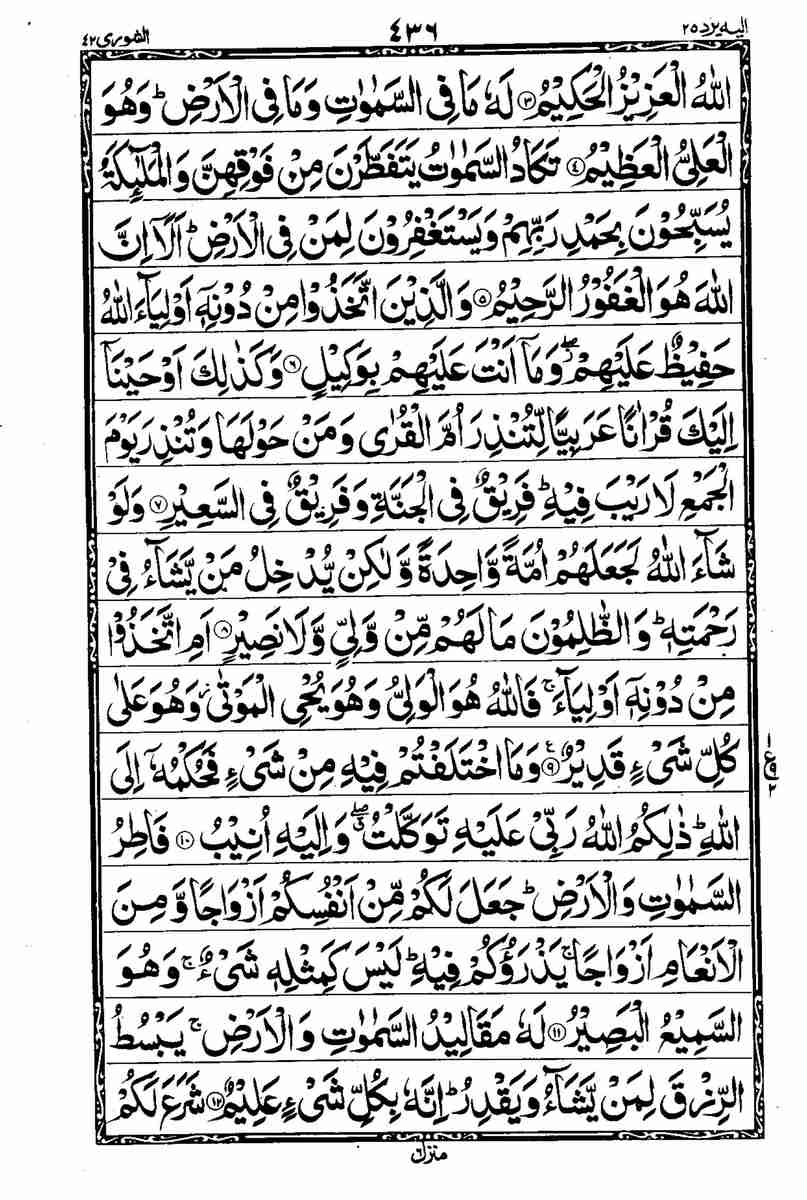 الیه یرد ۲۵ ۴۳۶ الشوری ۴۲
اللّٰهُ الْعَزِيْزُ الْحَكِيْمُ ۳ لَهٗ مَا فِي السَّمٰوٰتِ وَمَا فِي الْاَرْضِ ؕ وَهُوَ
الْعَلِيُّ الْعَظِيْمُ ۴ تَكَادُ السَّمٰوٰتُ يَتَفَطَّرْنَ مِنْ فَوْقِهِنَّ وَالْمَلٰٓئِكَةُ
يُسَبِّحُوْنَ بِحَمْدِ رَبِّهِمْ وَيَسْتَغْفِرُوْنَ لِمَنْ فِي الْاَرْضِ ؕ اَلَاۤ اِنَّ
اللّٰهَ هُوَ الْغَفُوْرُ الرَّحِيْمُ ۵ وَالَّذِيْنَ اتَّخَذُوْا مِنْ دُوْنِهٖۤ اَوْلِيَآءَ اللّٰهُ
حَفِيْظٌ عَلَيْهِمْ ۖ وَمَاۤ اَنْتَ عَلَيْهِمْ بِوَكِيْلٍ ۶ وَكَذٰلِكَ اَوْحَيْنَاۤ
اِلَيْكَ قُرْاٰنًا عَرَبِيًّا لِّتُنْذِرَ اُمَّ الْقُرٰى وَمَنْ حَوْلَهَا وَتُنْذِرَ يَوْمَ
الْجَمْعِ لَا رَيْبَ فِيْهِ ؕ فَرِيْقٌ فِي الْجَنَّةِ وَفَرِيْقٌ فِي السَّعِيْرِ ۷ وَلَوْ
شَآءَ اللّٰهُ لَجَعَلَهُمْ اُمَّةً وَّاحِدَةً وَّلٰكِنْ يُّدْخِلُ مَنْ يَّشَآءُ فِيْ
رَحْمَتِهٖ ؕ وَالظّٰلِمُوْنَ مَا لَهُمْ مِّنْ وَّلِيٍّ وَّلَا نَصِيْرٍ ۸ اَمِ اتَّخَذُوْا
مِنْ دُوْنِهٖۤ اَوْلِيَآءَ ۚ فَاللّٰهُ هُوَ الْوَلِيُّ وَهُوَ يُحْيِ الْمَوْتٰى ؗ وَهُوَ عَلٰى
كُلِّ شَيْءٍ قَدِيْرٌ ۹ وَمَا اخْتَلَفْتُمْ فِيْهِ مِنْ شَيْءٍ فَحُكْمُهٗۤ اِلَى
اللّٰهِ ؕ ذٰلِكُمُ اللّٰهُ رَبِّيْ عَلَيْهِ تَوَكَّلْتُ ۖ وَاِلَيْهِ اُنِيْبُ ۱۰ فَاطِرُ
السَّمٰوٰتِ وَالْاَرْضِ ؕ جَعَلَ لَكُمْ مِّنْ اَنْفُسِكُمْ اَزْوَاجًا وَّمِنَ
الْاَنْعَامِ اَزْوَاجًا ۚ يَذْرَؤُكُمْ فِيْهِ ؕ لَيْسَ كَمِثْلِهٖ شَيْءٌ ۚ وَهُوَ
السَّمِيْعُ الْبَصِيْرُ ۱۱ لَهٗ مَقَالِيْدُ السَّمٰوٰتِ وَالْاَرْضِ ۚ يَبْسُطُ
الرِّزْقَ لِمَنْ يَّشَآءُ وَيَقْدِرُ ؕ اِنَّهٗ بِكُلِّ شَيْءٍ عَلِيْمٌ ۱۲ شَرَعَ لَكُمْ
ع ۱ ۹ ۲
منزل ۶